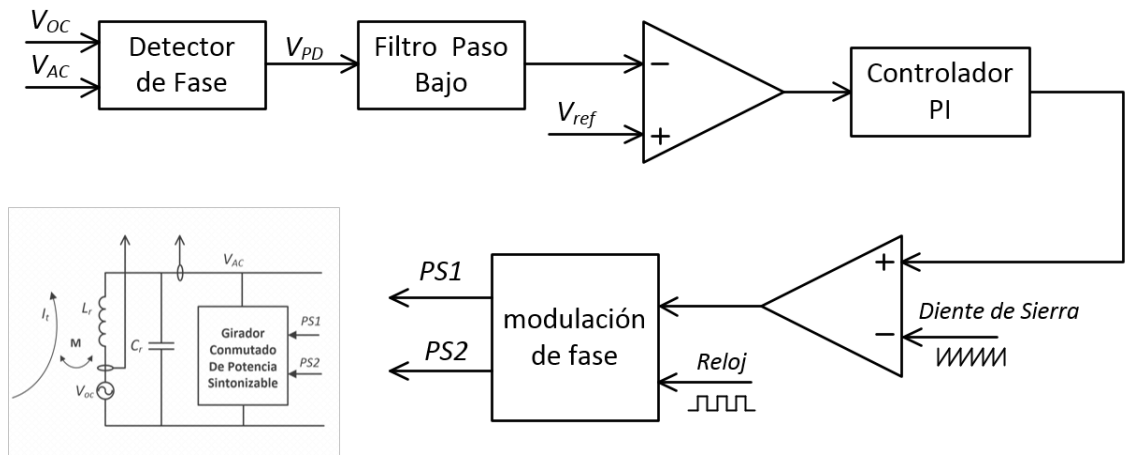 V_OC
V_AC
Detector
de Fase
V_PD
Filtro Paso
Bajo
−
V_ref
+
Controlador
PI
+
−
Diente de Sierra
modulación
de fase
Reloj
PS1
PS2
I_t
M
L_r
C_r
V_oc
V_AC
Girador
Conmutado
De Potencia
Sintonizable
PS1
PS2